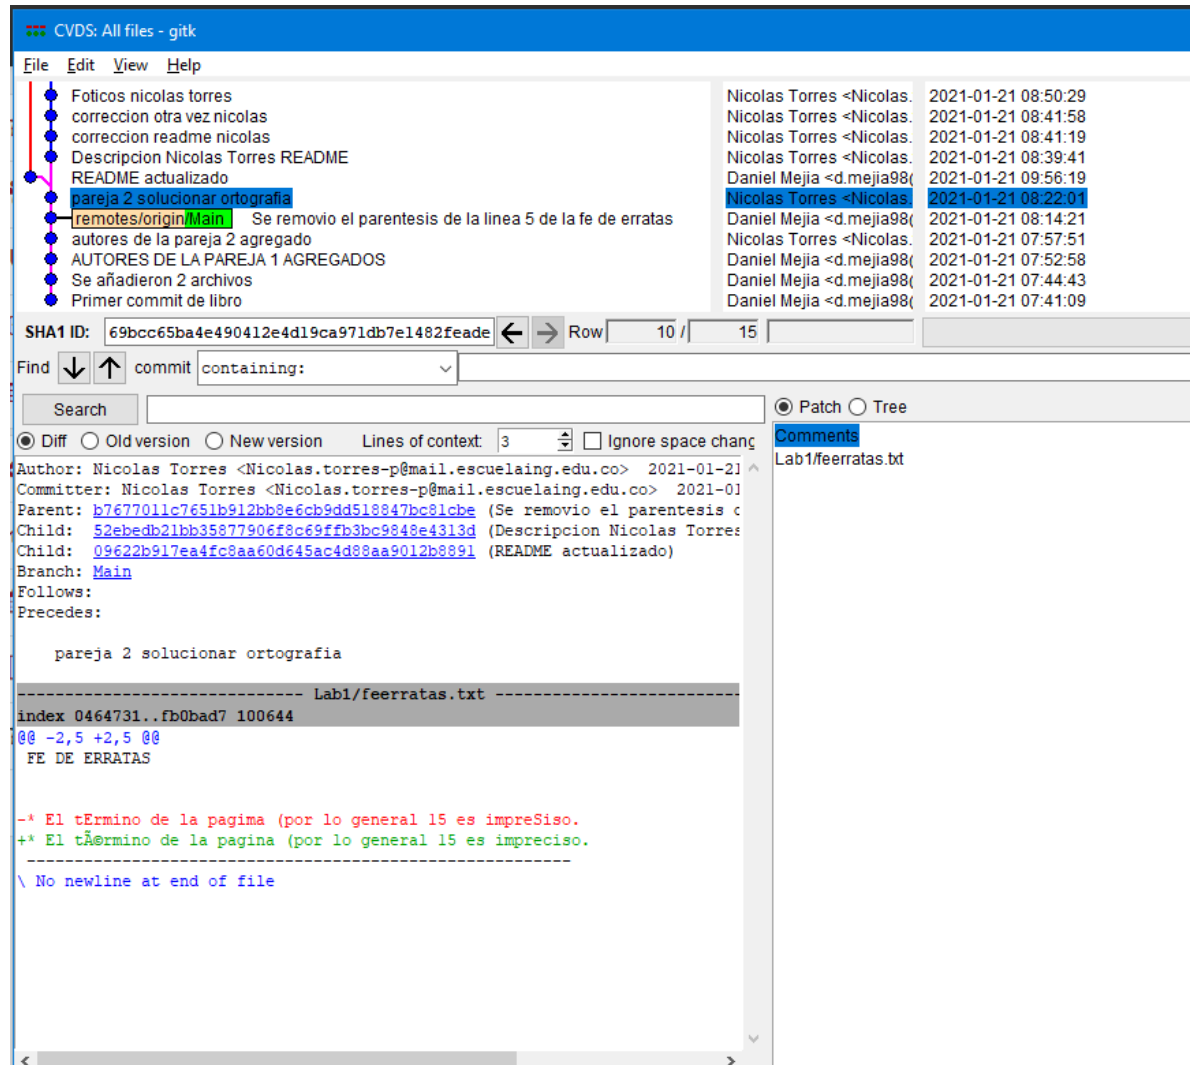 CVDS: All files - gitk
File Edit View Help
Foticos nicolas torres Nicolas Torres <Nicolas. 2021-01-21 08:50:29
correccion otra vez nicolas Nicolas Torres <Nicolas. 2021-01-21 08:41:58
correccion readme nicolas Nicolas Torres <Nicolas. 2021-01-21 08:41:19
Descripcion Nicolas Torres README Nicolas Torres <Nicolas. 2021-01-21 08:39:41
README actualizado Daniel Mejia <d.mejia98( 2021-01-21 09:56:19
pareja 2 solucionar ortografia Nicolas Torres <Nicolas. 2021-01-21 08:22:01
remotes/origin/Main Se removio el parentesis de la linea 5 de la fe de erratas Daniel Mejia <d.mejia98( 2021-01-21 08:14:21
autores de la pareja 2 agregado Nicolas Torres <Nicolas. 2021-01-21 07:57:51
AUTORES DE LA PAREJA 1 AGREGADOS Daniel Mejia <d.mejia98( 2021-01-21 07:52:58
Se añadieron 2 archivos Daniel Mejia <d.mejia98( 2021-01-21 07:44:43
Primer commit de libro Daniel Mejia <d.mejia98( 2021-01-21 07:41:09
SHA1 ID: 69bcc65ba4e490412e4d19ca971db7e1482feade Row 10 / 15
Find commit containing:
Search Patch Tree
Diff Old version New version Lines of context: 3 Ignore space chang
Comments
Lab1/feerratas.txt
Author: Nicolas Torres <Nicolas.torres-p@mail.escuelaing.edu.co> 2021-01-21
Committer: Nicolas Torres <Nicolas.torres-p@mail.escuelaing.edu.co> 2021-01
Parent: b7677011c7651b912bb8e6cb9dd518847bc81cbe (Se removio el parentesis
Child: 52ebedb21bb35877906f8c69ffb3bc9848e4313d (Descripcion Nicolas Torres
Child: 09622b917ea4fc8aa60d645ac4d88aa9012b8891 (README actualizado)
Branch: Main
Follows:
Precedes:
pareja 2 solucionar ortografia
------------------------------ Lab1/feerratas.txt --------------------------
index 0464731..fb0bad7 100644
@@ -2,5 +2,5 @@
FE DE ERRATAS
-* El tErmino de la pagima (por lo general 15 es impreSiso.
+* El tÃ©rmino de la pagina (por lo general 15 es impreciso.
---------------------------------------------------------
\ No newline at end of file